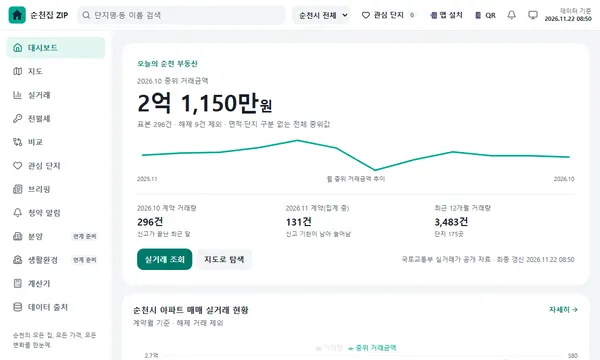 순천집 ZIP
단지명·동 이름 검색
순천시 전체
관심 단지 0
앱 설치
QR
데이터 기준
2026.11.22 08:50
대시보드
지도
실거래
전월세
비교
관심 단지
브리핑
청약 알림
분양 연계 준비
생활환경 연계 준비
계산기
데이터 출처
순천의 모든 집, 모든 가격, 모든
변화를 한눈에.
오늘의 순천 부동산
2026.10 중위 거래금액
2억 1,150만원
표본 296건 · 해제 9건 제외 · 면적·단지 구분 없는 전체 중위값
2025.11
월 중위 거래금액 추이
2026.10
2026.10 계약 거래량
296건
신고가 끝난 최근 달
2026.11 계약(집계 중)
131건
신고 기한이 남아 늘어남
최근 12개월 거래량
3,483건
단지 175곳
실거래 조회
지도로 탐색
국토교통부 실거래가 공개 자료 · 최종 갱신 2026.11.22 08:50
순천시 아파트 매매 실거래 현황
자세히 →
계약월 기준 · 해제 거래 제외
거래량
중위 거래금액
2.7억
380